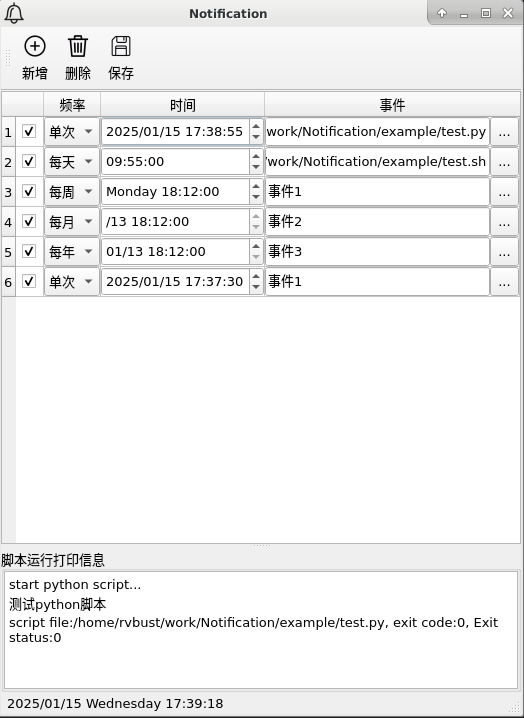 Notification
新增 删除 保存
频率 时间 事件
1 单次 2025/01/15 17:38:55 work/Notification/example/test.py ...
2 每天 09:55:00 /work/Notification/example/test.sh ...
3 每周 Monday 18:12:00 事件1 ...
4 每月 /13 18:12:00 事件2 ...
5 每年 01/13 18:12:00 事件3 ...
6 单次 2025/01/15 17:37:30 事件1 ...
脚本运行打印信息
start python script...
测试python脚本
script file:/home/rvbust/work/Notification/example/test.py, exit code:0, Exit
status:0
2025/01/15 Wednesday 17:39:18